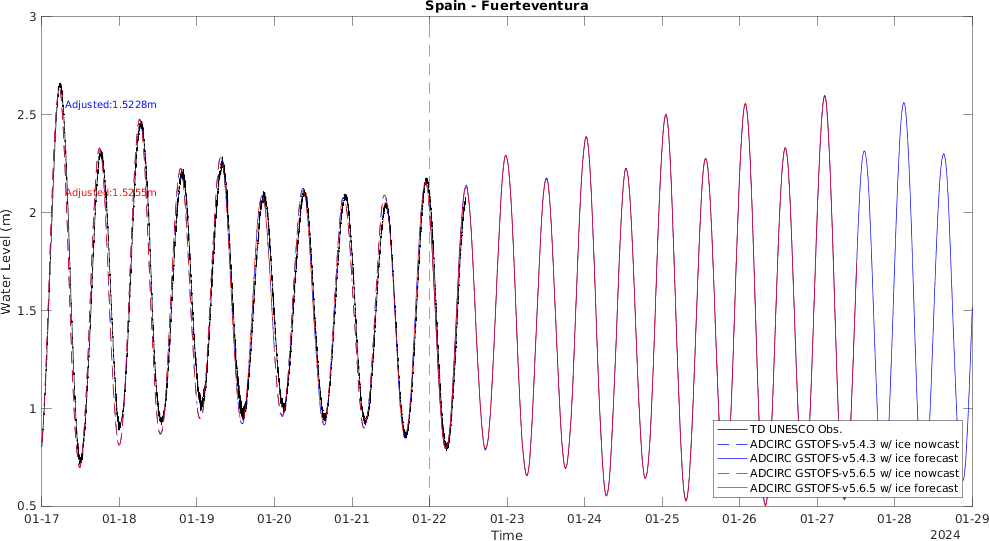 Spain - Fuerteventura
3
2.5
2
1.5
1
0.5
Water Level (m)
Adjusted:1.5228m
Adjusted:1.5255m
TD UNESCO Obs.
ADCIRC GSTOFS-v5.4.3 w/ ice nowcast
ADCIRC GSTOFS-v5.4.3 w/ ice forecast
ADCIRC GSTOFS-v5.6.5 w/ ice nowcast
ADCIRC GSTOFS-v5.6.5 w/ ice forecast
01-17 01-18 01-19 01-20 01-21 01-22 01-23 01-24 01-25 01-26 01-27 01-28 01-29
Time
2024